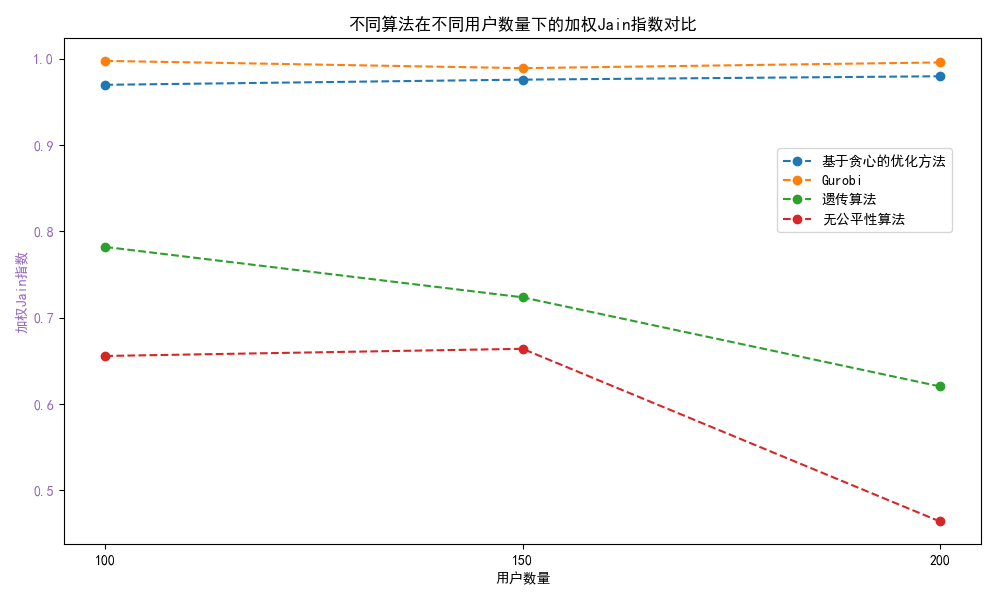 不同算法在不同用户数量下的加权Jain指数对比
1.0
0.9
0.8
0.7
0.6
0.5
加权Jain指数
基于贪心的优化方法
Gurobi
遗传算法
无公平性算法
100
150
200
用户数量